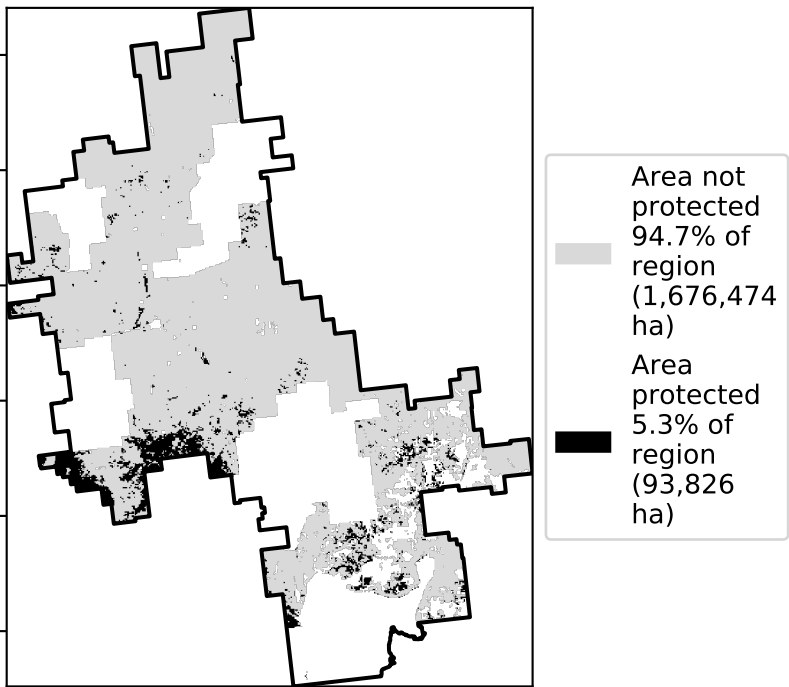 Area not
protected
94.7% of
region
(1,676,474
ha)
Area
protected
5.3% of
region
(93,826
ha)